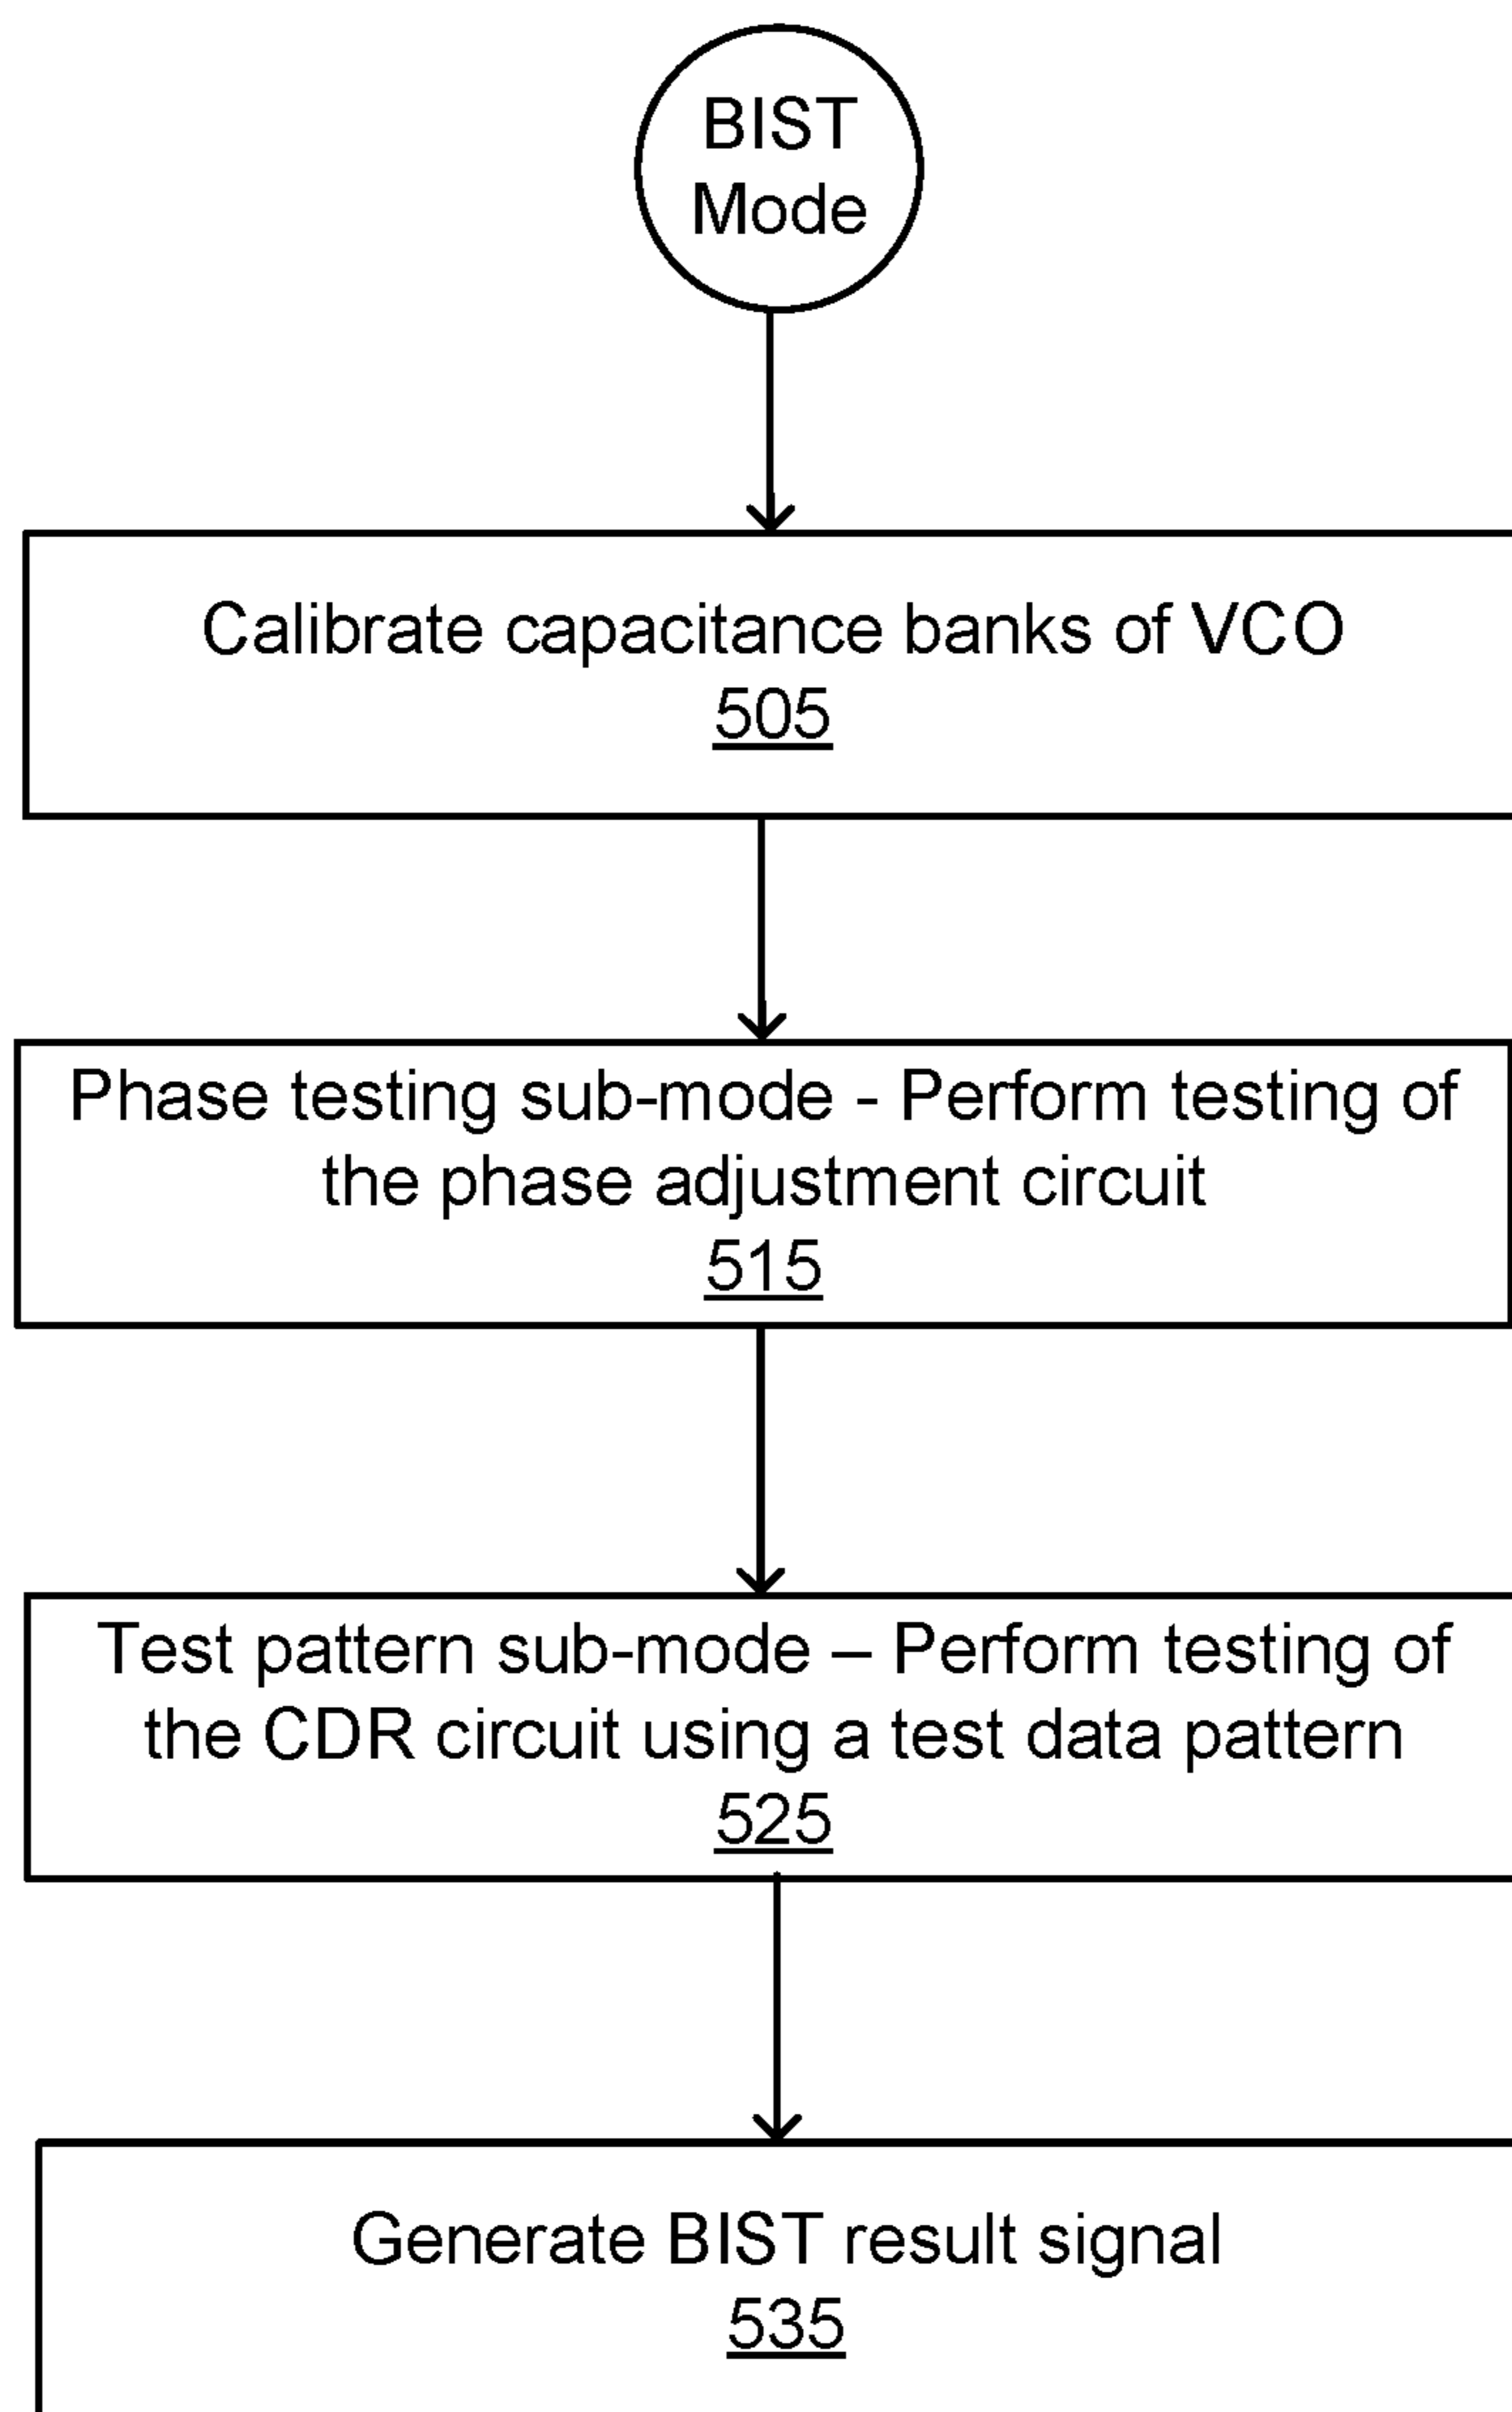 BIST
Mode
Calibrate capacitance banks of VCO
505
Phase testing sub-mode - Perform testing of
the phase adjustment circuit
515
Test pattern sub-mode – Perform testing of
the CDR circuit using a test data pattern
525
Generate BIST result signal
535